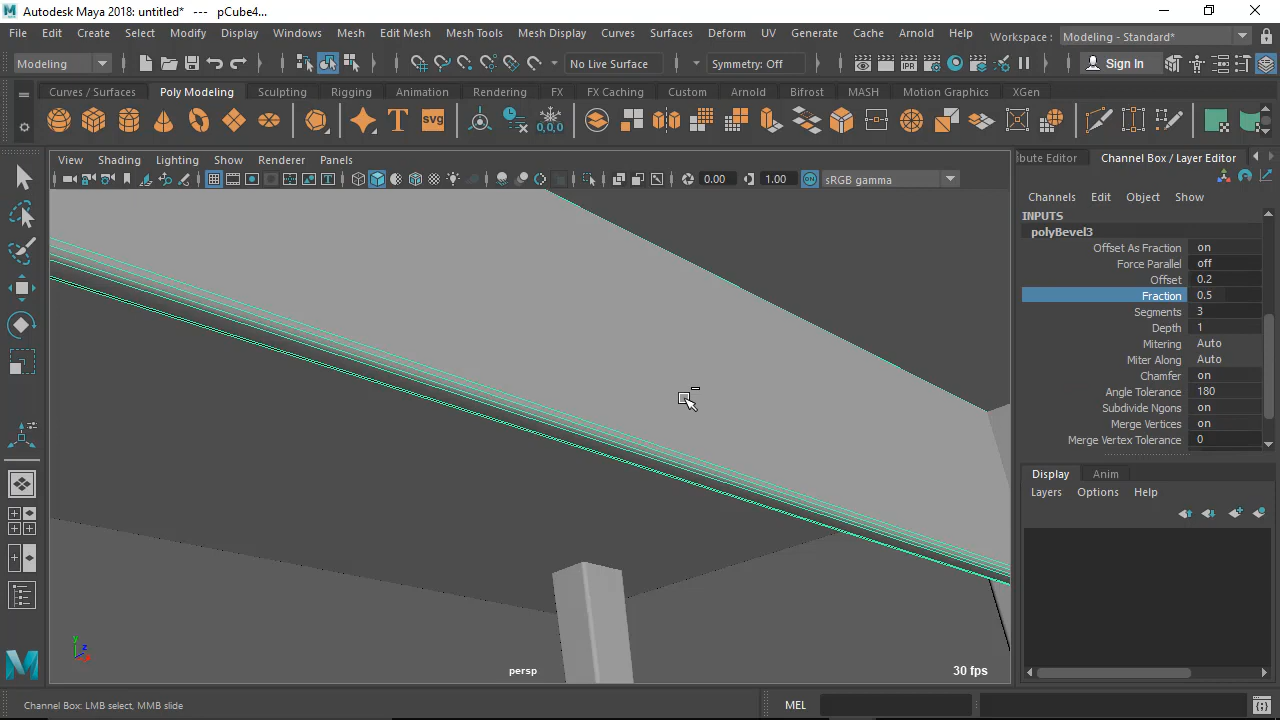 Autodesk Maya 2018: untitled*   ---   pCube4...
File Edit Create Select Modify Display Windows Mesh Edit Mesh Mesh Tools Mesh Display Curves Surfaces Deform UV Generate Cache Arnold Help Workspace : Modeling - Standard*
Modeling No Live Surface Symmetry: Off Sign In
Curves / Surfaces Poly Modeling Sculpting Rigging Animation Rendering FX FX Caching Custom Arnold Bifrost MASH Motion Graphics XGen
T svg 0,0,0
View Shading Lighting Show Renderer Panels
0.00 1.00 ON sRGB gamma
bute Editor Channel Box / Layer Editor
Channels Edit Object Show
INPUTS
polyBevel3
Offset As Fraction on
Force Parallel off
Offset 0.2
Fraction 0.5
Segments 3
Depth 1
Mitering Auto
Miter Along Auto
Chamfer on
Angle Tolerance 180
Subdivide Ngons on
Merge Vertices on
Merge Vertex Tolerance 0
Display Anim
Layers Options Help
y z
persp
30 fps
Channel Box: LMB select, MMB slide
MEL